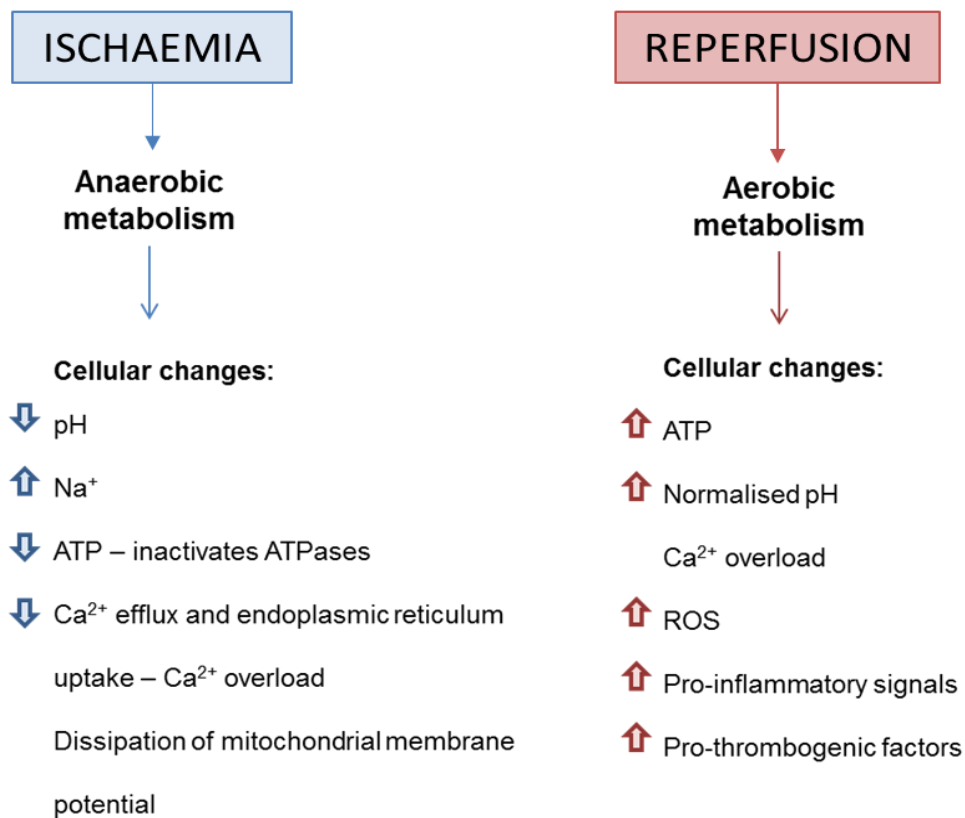 ISCHAEMIA
Anaerobic
metabolism
Cellular changes:
pH
Na⁺
ATP – inactivates ATPases
Ca²⁺ efflux and endoplasmic reticulum
uptake – Ca²⁺ overload
Dissipation of mitochondrial membrane
potential
REPERFUSION
Aerobic
metabolism
Cellular changes:
ATP
Normalised pH
Ca²⁺ overload
ROS
Pro-inflammatory signals
Pro-thrombogenic factors